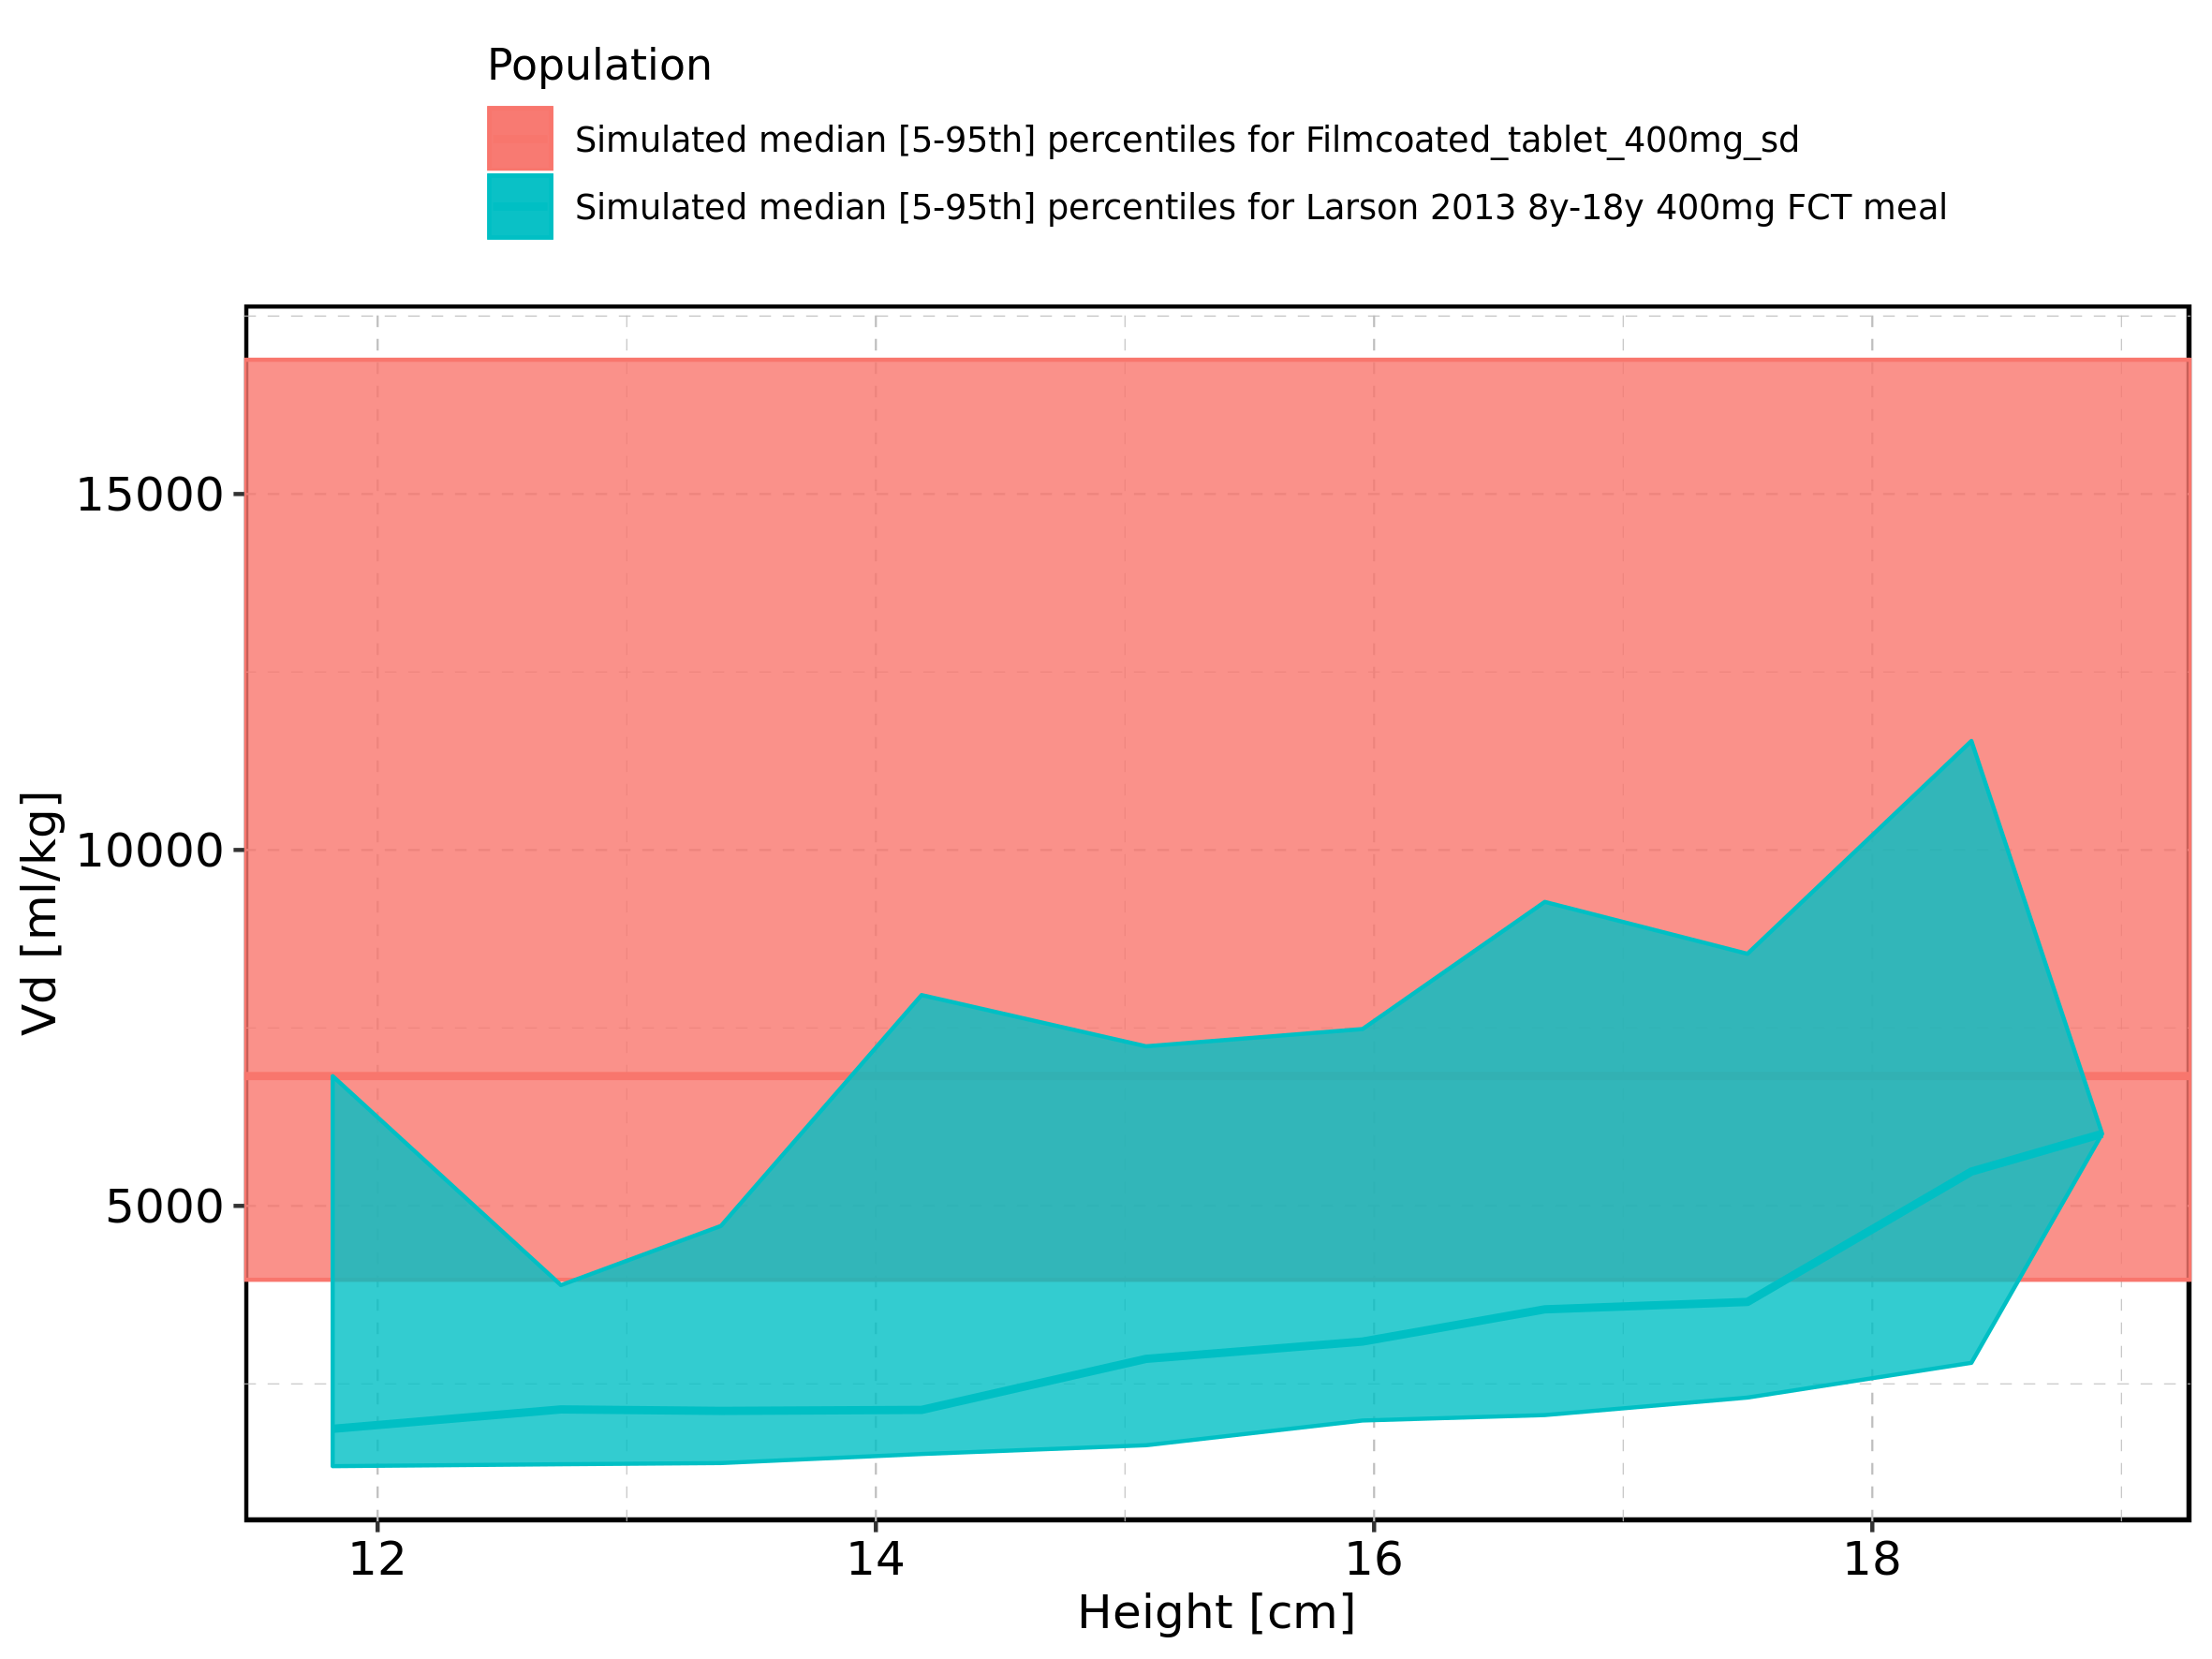 Population
Simulated median [5-95th] percentiles for Filmcoated_tablet_400mg_sd
Simulated median [5-95th] percentiles for Larson 2013 8y-18y 400mg FCT meal
15000
10000
5000
Vd [ml/kg]
12 14 16 18
Height [cm]